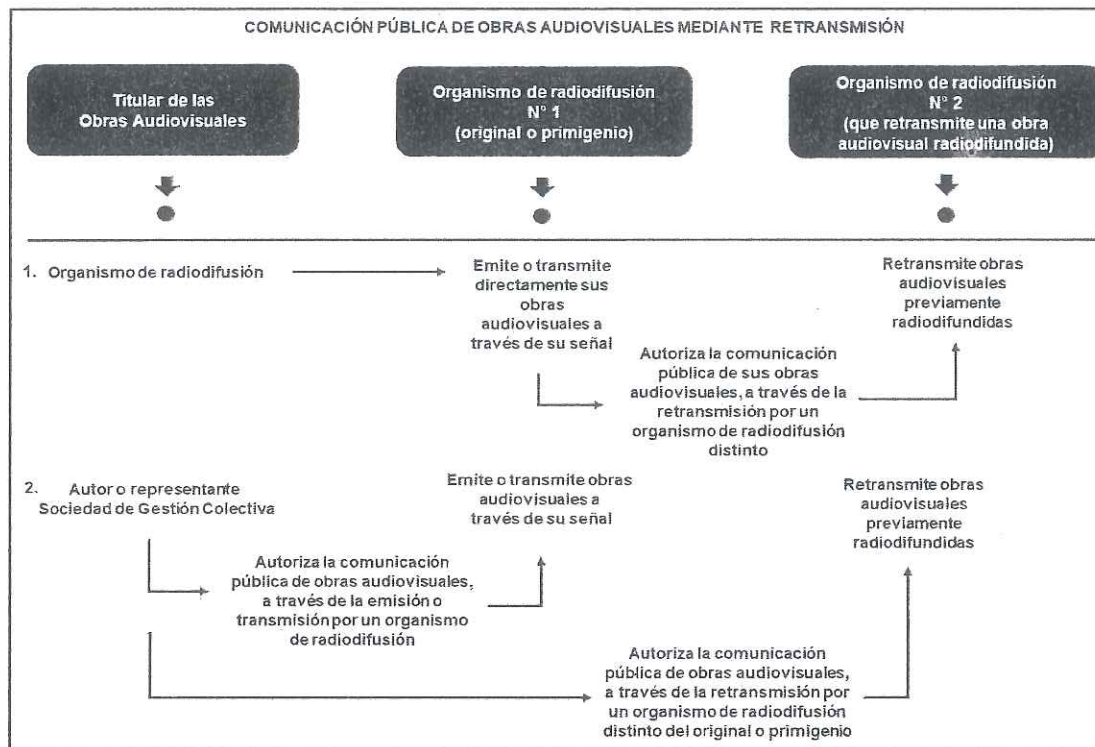 COMUNICACIÓN PÚBLICA DE OBRAS AUDIOVISUALES MEDIANTE RETRANSMISIÓN
Titular de las
Obras Audiovisuales
Organismo de radiodifusión
N° 1
(original o primigenio)
Organismo de radiodifusión
N° 2
(que retransmite una obra
audiovisual radiodifundida)
1. Organismo de radiodifusión
Emite o transmite
directamente sus
obras
audiovisuales a
través de su señal
Autoriza la comunicación
pública de sus obras
audiovisuales, a través de la
retransmisión por un
organismo de radiodifusión
distinto
Retransmite obras
audiovisuales
previamente
radiodifundidas
2. Autor o representante
Sociedad de Gestión Colectiva
Autoriza la comunicación
pública de obras audiovisuales,
a través de la emisión o
transmisión por un organismo
de radiodifusión
Emite o transmite obras
audiovisuales a
través de su señal
Autoriza la comunicación
pública de obras audiovisuales,
a través de la retransmisión por
un organismo de radiodifusión
distinto del original o primigenio
Retransmite obras
audiovisuales
previamente
radiodifundidas